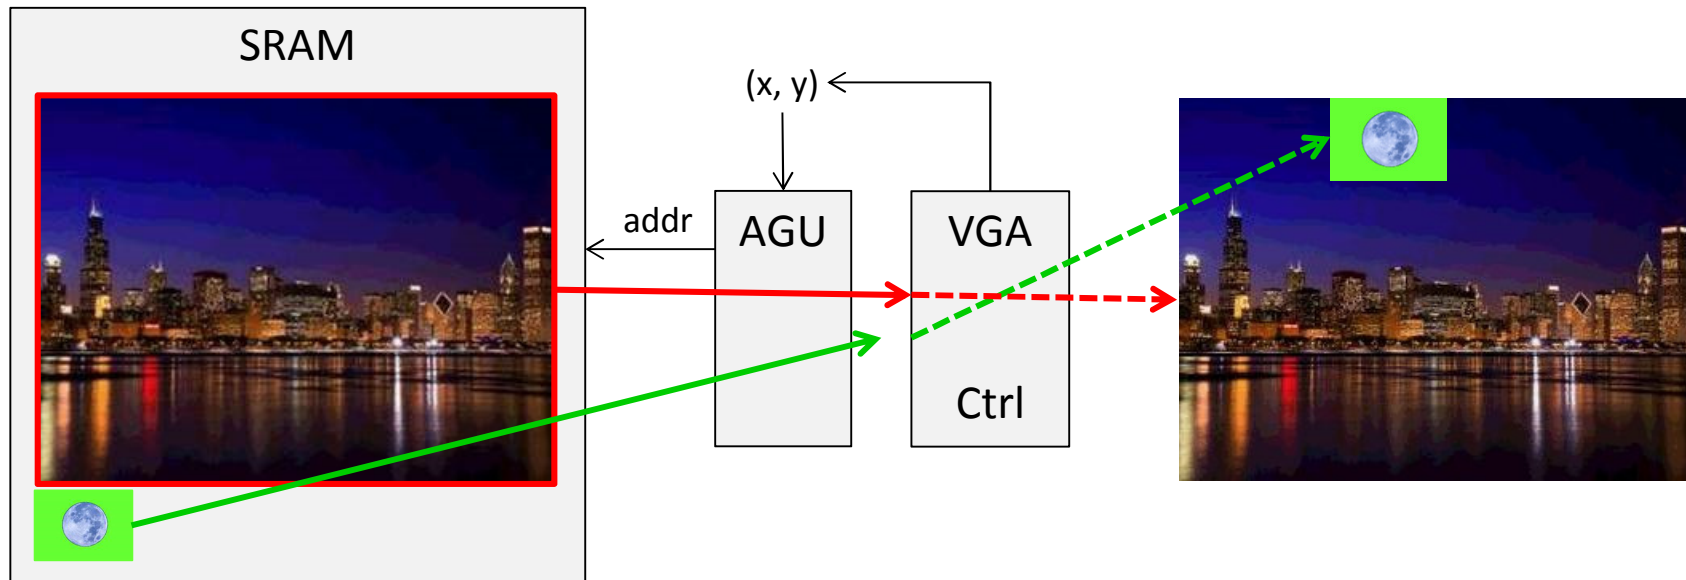 SRAM
(x, y)
addr
AGU
VGA
Ctrl